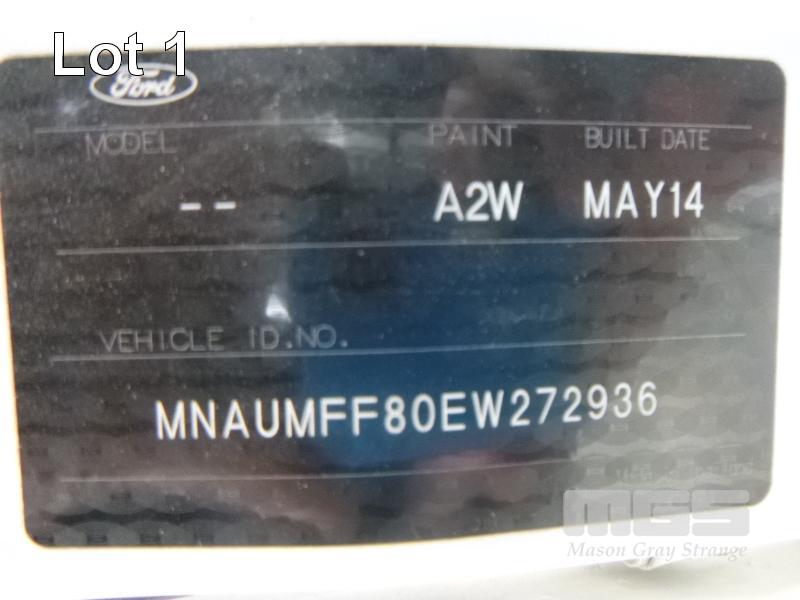 Lot 1
Ford
MODEL PAINT BUILT DATE
-- A2W MAY14
VEHICLE ID.NO.
MNAUMFF80EW272936
MGS
Mason Gray Strange